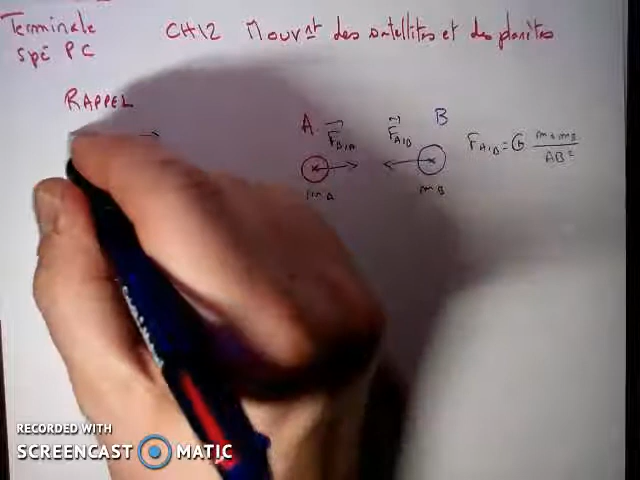 Terminale
spé PC
CH12 Mouvnt des satellites et des planètes
RAPPEL
A
B
F B/A
F A/B
F A/B = G mA mB / AB²
mA
mB
RECORDED WITH
SCREENCAST MATIC